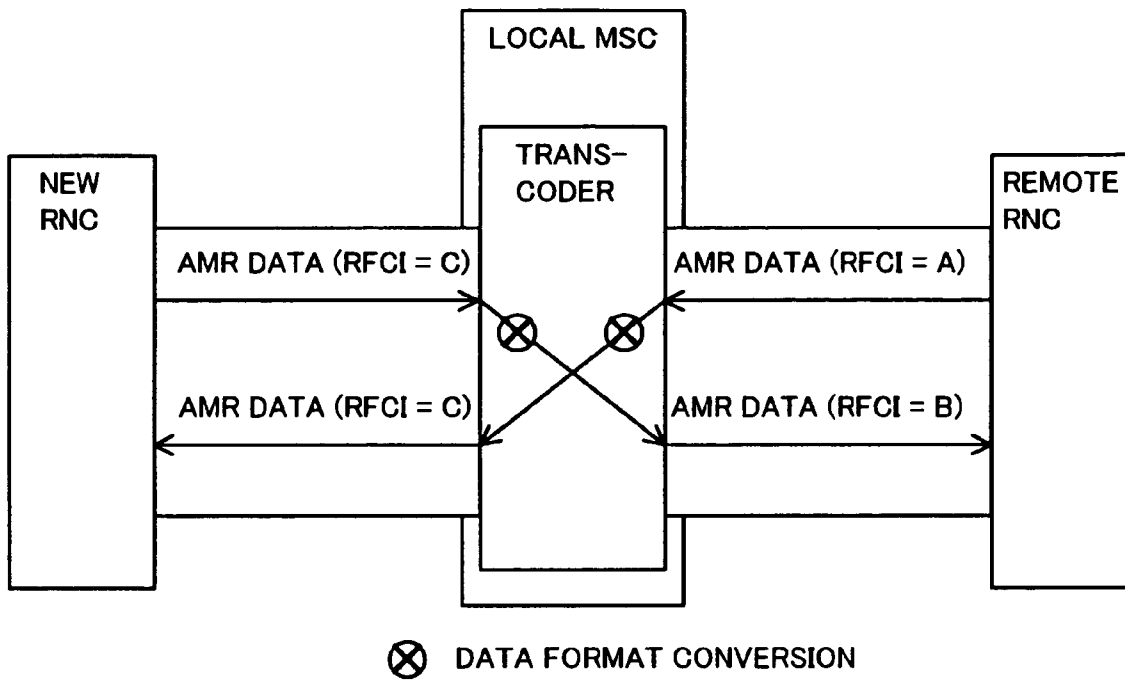 LOCAL MSC
TRANS-
CODER
NEW
RNC
REMOTE
RNC
AMR DATA (RFCI = C)
AMR DATA (RFCI = A)
AMR DATA (RFCI = C)
AMR DATA (RFCI = B)
DATA FORMAT CONVERSION